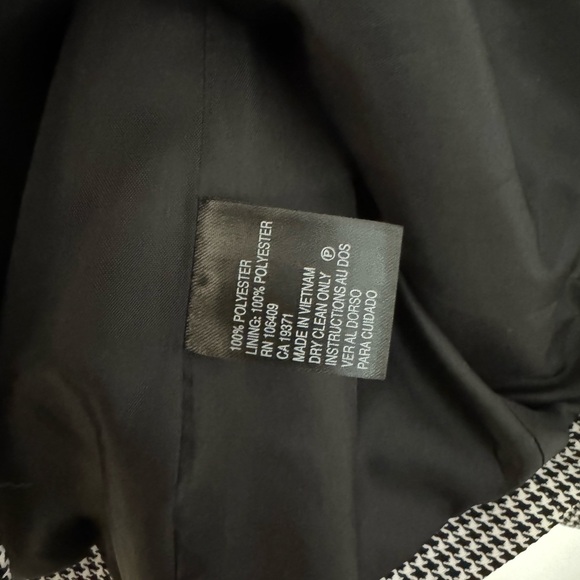 100% POLYESTER
LINING: 100% POLYESTER
RN 106409
CA 19371
MADE IN VIETNAM
DRY CLEAN ONLY Ⓟ
INSTRUCTIONS AU DOS
VER AL DORSO
PARA CUIDADO